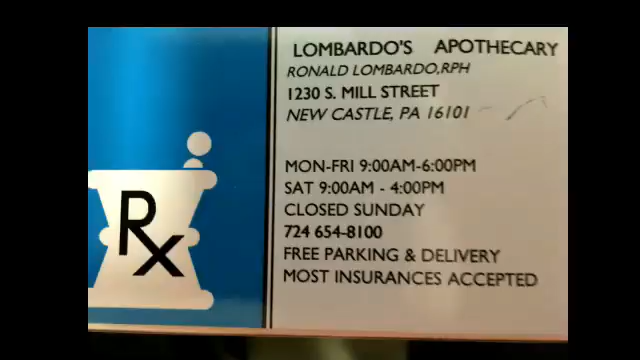 LOMBARDO'S APOTHECARY
RONALD LOMBARDO,RPH
1230 S. MILL STREET
NEW CASTLE, PA 16101
MON-FRI 9:00AM-6:00PM
SAT 9:00AM - 4:00PM
CLOSED SUNDAY
724 654-8100
FREE PARKING & DELIVERY
MOST INSURANCES ACCEPTED
Rx